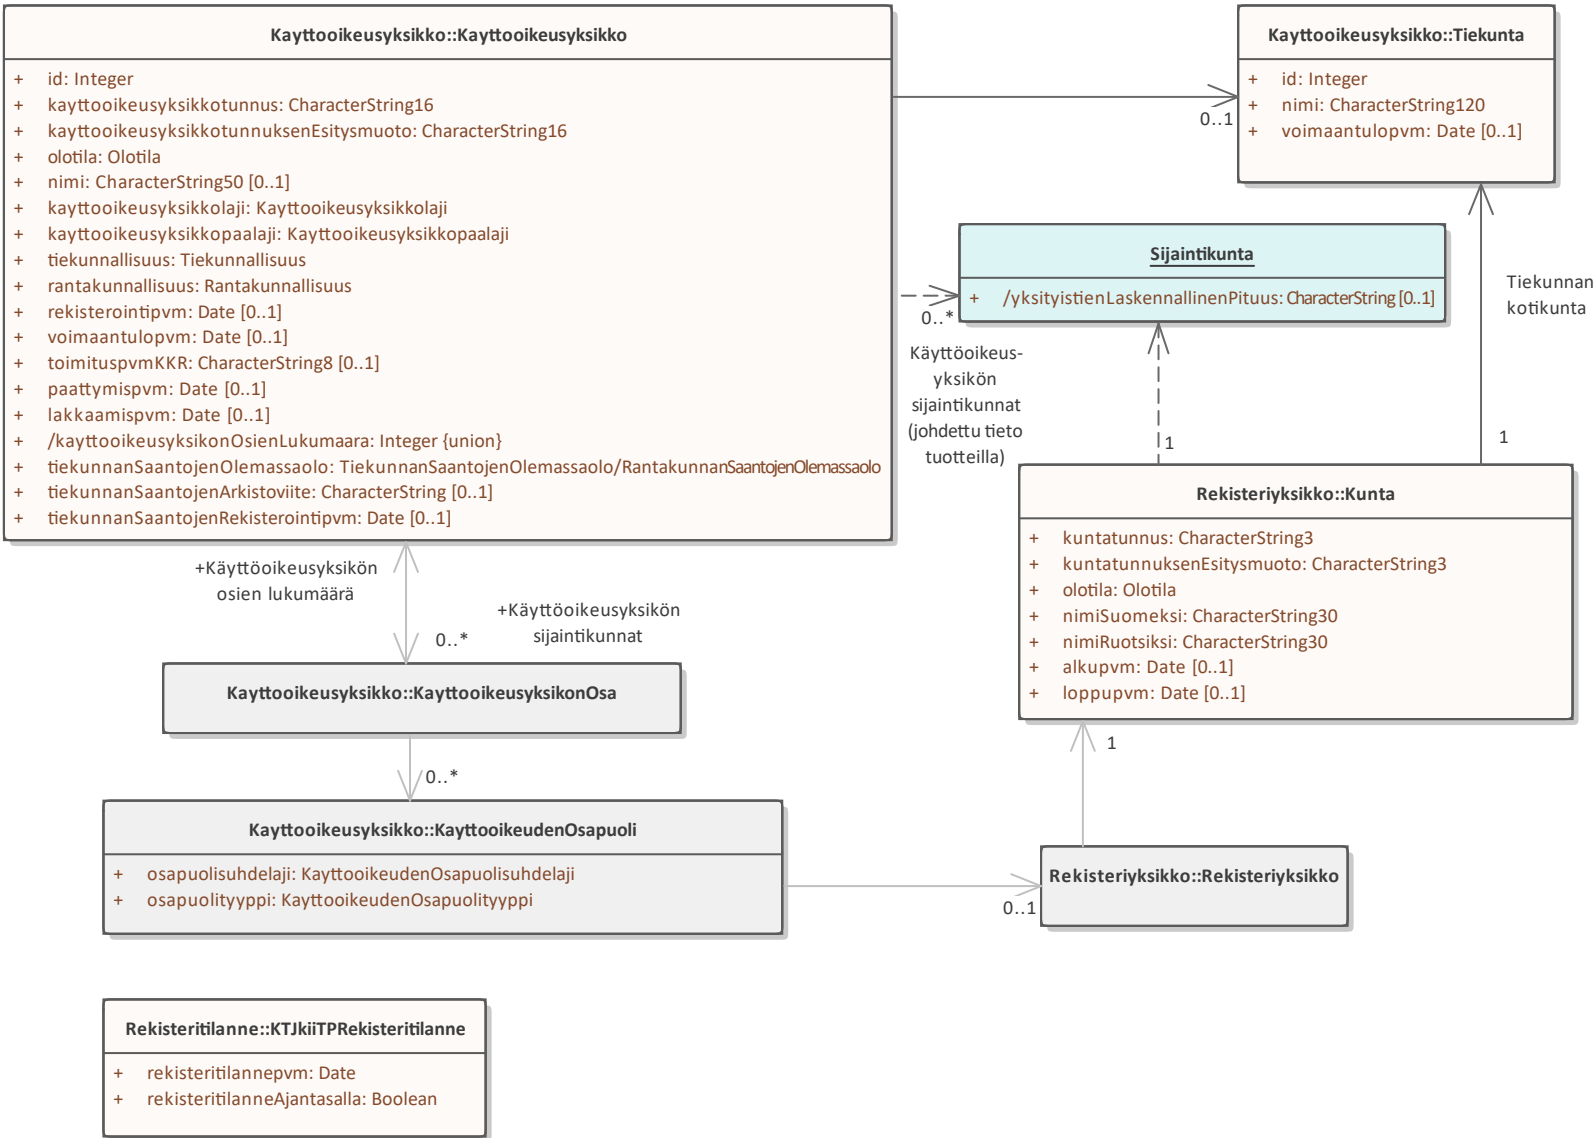 Kayttooikeusyksikko::Kayttooikeusyksikko
+ id: Integer
+ kayttooikeusyksikkotunnus: CharacterString16
+ kayttooikeusyksikkotunnuksenEsitysmuoto: CharacterString16
+ olotila: Olotila
+ nimi: CharacterString50 [0..1]
+ kayttooikeusyksikkolaji: Kayttooikeusyksikkolaji
+ kayttooikeusyksikkopaalaji: Kayttooikeusyksikkopaalaji
+ tiekunnallisuus: Tiekunnallisuus
+ rantakunnallisuus: Rantakunnallisuus
+ rekisterointipvm: Date [0..1]
+ voimaantulopvm: Date [0..1]
+ toimituspvmKKR: CharacterString8 [0..1]
+ paattymispvm: Date [0..1]
+ lakkaamispvm: Date [0..1]
+ /kayttooikeusyksikonOsienLukumaara: Integer {union}
+ tiekunnanSaantojenOlemassaolo: TiekunnanSaantojenOlemassaolo/RantakunnanSaantojenOlemassaolo
+ tiekunnanSaantojenArkistoviite: CharacterString [0..1]
+ tiekunnanSaantojenRekisterointipvm: Date [0..1]
Kayttooikeusyksikko::Tiekunta
+ id: Integer
+ nimi: CharacterString120
+ voimaantulopvm: Date [0..1]
0..1
Sijaintikunta
+ /yksityistienLaskennallinenPituus: CharacterString [0..1]
0..*
Käyttöoikeus-
yksikön
sijaintikunnat
(johdettu tieto
tuotteilla)
1
Tiekunnan
kotikunta
1
Rekisteriyksikko::Kunta
+ kuntatunnus: CharacterString3
+ kuntatunnuksenEsitysmuoto: CharacterString3
+ olotila: Olotila
+ nimiSuomeksi: CharacterString30
+ nimiRuotsiksi: CharacterString30
+ alkupvm: Date [0..1]
+ loppupvm: Date [0..1]
+Käyttöoikeusyksikön
osien lukumäärä
+Käyttöoikeusyksikön
sijaintikunnat
0..*
Kayttooikeusyksikko::KayttooikeusyksikonOsa
0..*
1
Kayttooikeusyksikko::KayttooikeudenOsapuoli
+ osapuolisuhdelaji: KayttooikeudenOsapuolisuhdelaji
+ osapuolityyppi: KayttooikeudenOsapuolityyppi
0..1
Rekisteriyksikko::Rekisteriyksikko
Rekisteritilanne::KTJkiiTPRekisteritilanne
+ rekisteritilannepvm: Date
+ rekisteritilanneAjantasalla: Boolean